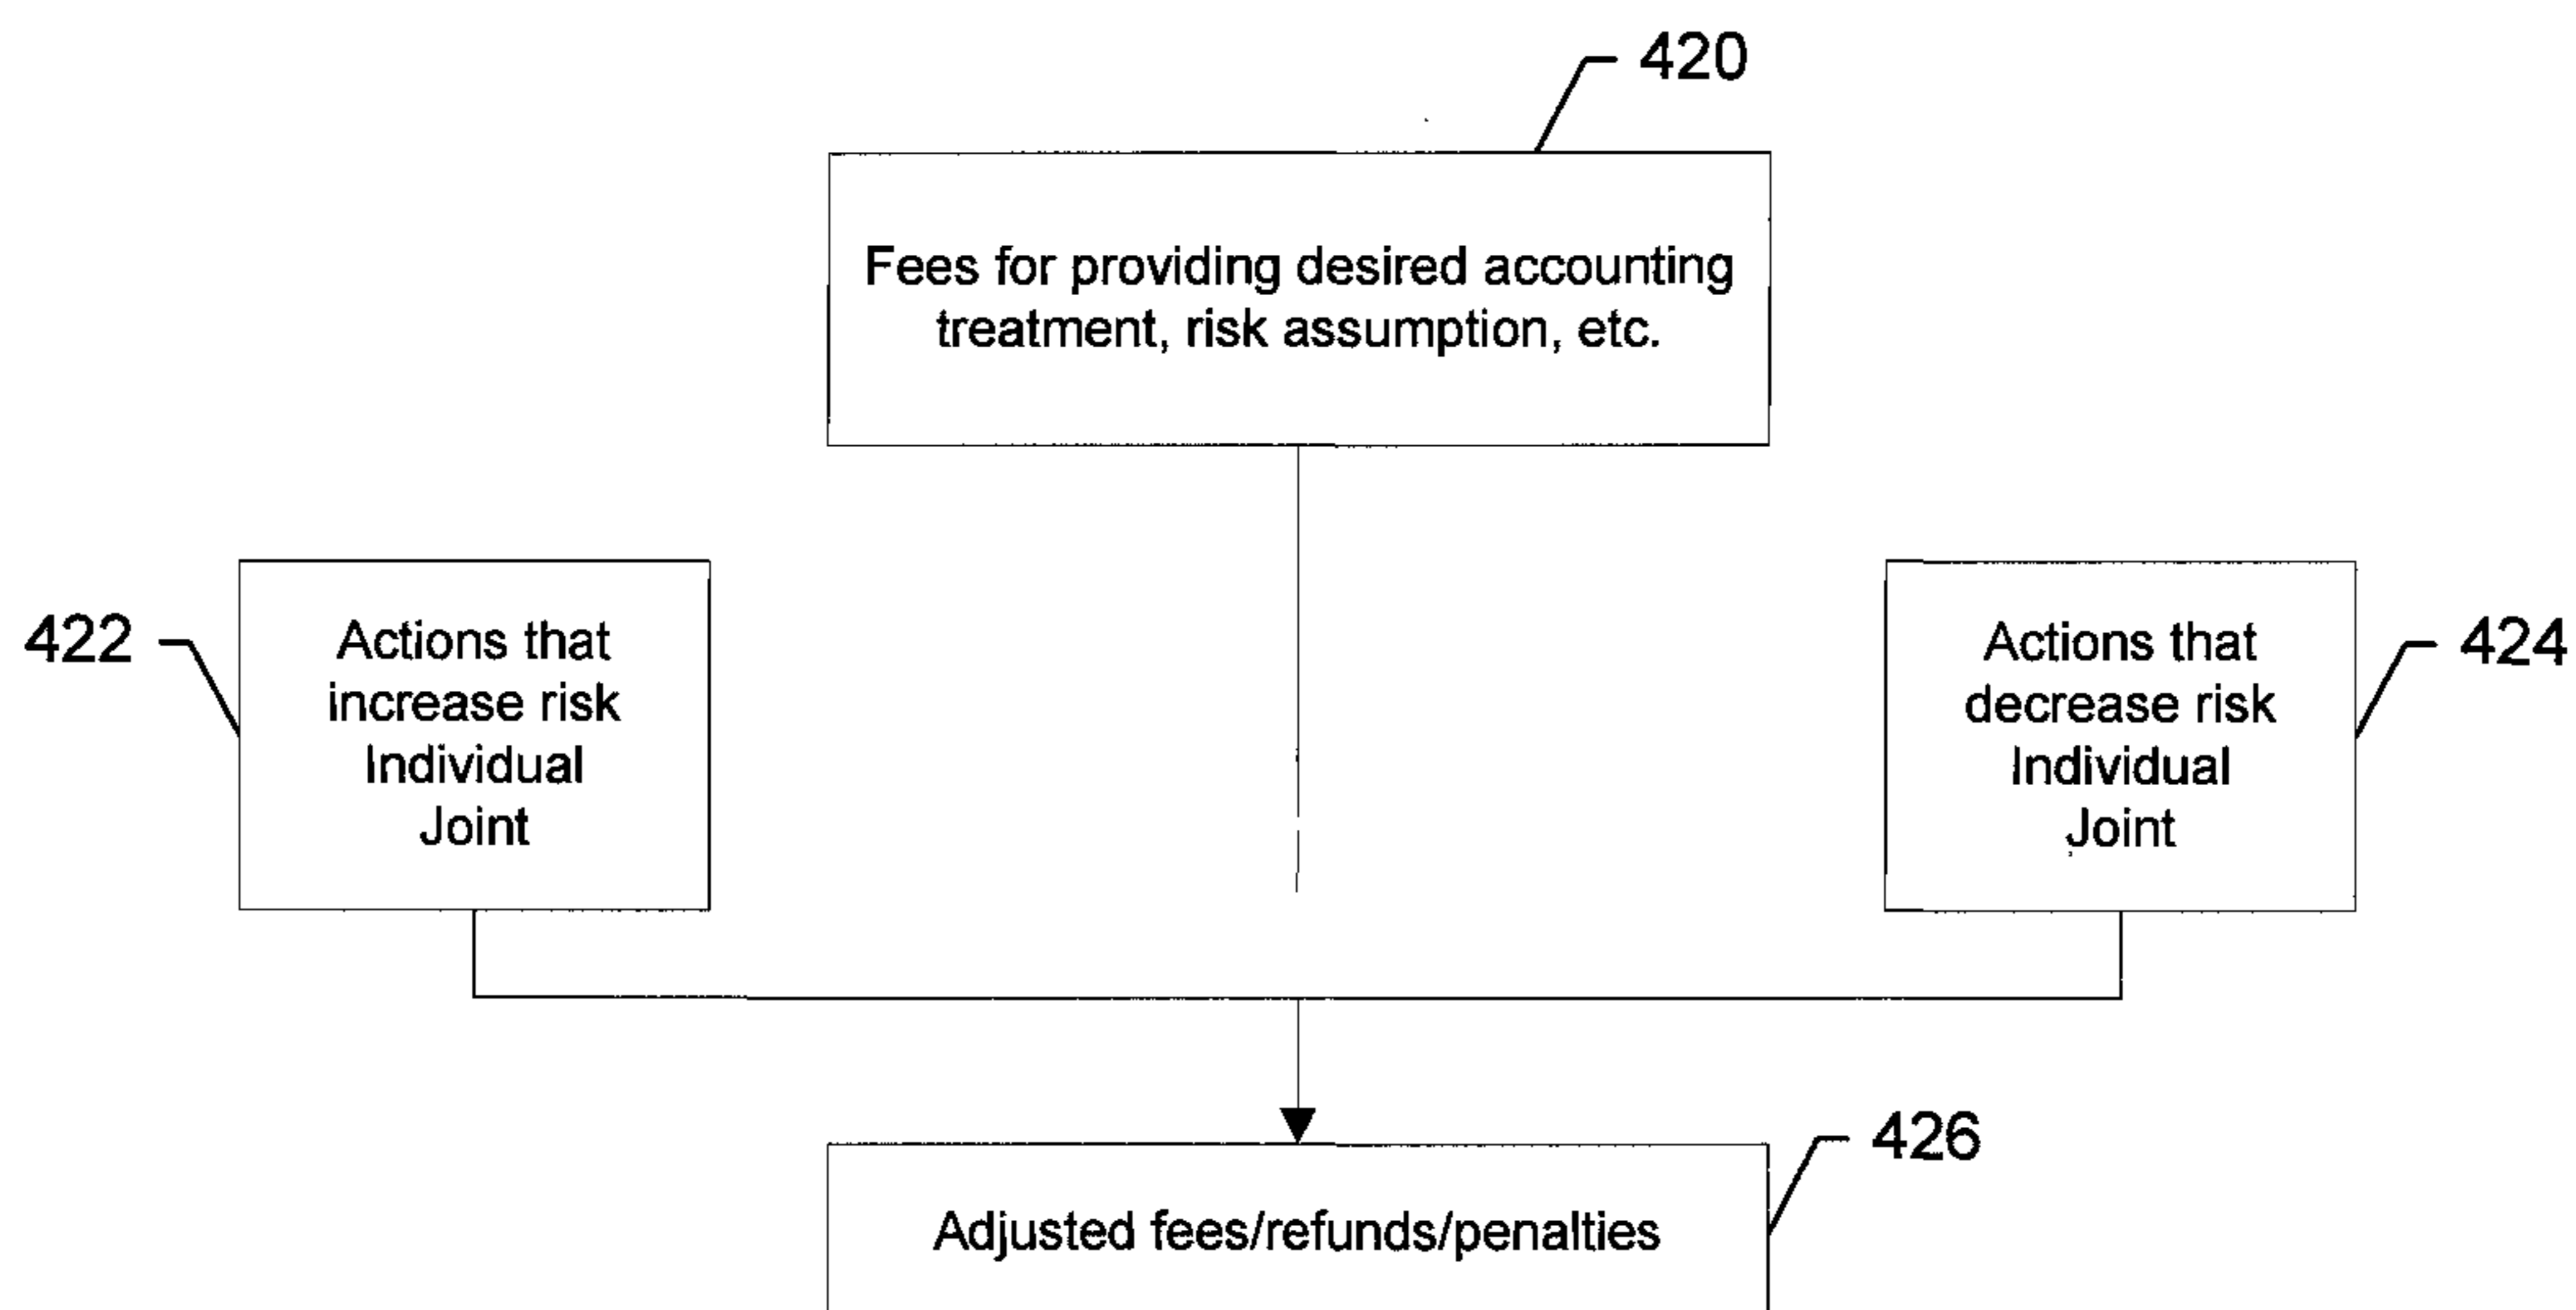 420
Fees for providing desired accounting
treatment, risk assumption, etc.
422
Actions that
increase risk
Individual
Joint
Actions that
decrease risk
Individual
Joint
424
426
Adjusted fees/refunds/penalties